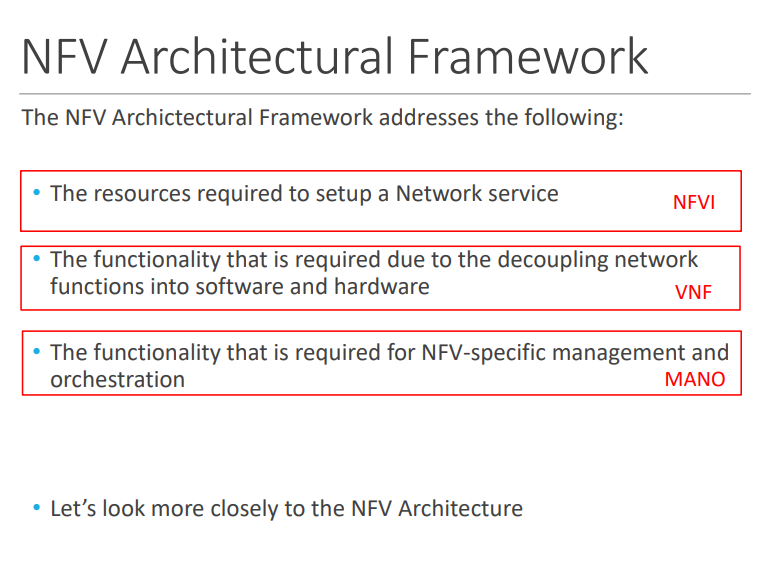 NFV Architectural Framework
The NFV Archictectural Framework addresses the following:
• The resources required to setup a Network service
NFVI
• The functionality that is required due to the decoupling network
functions into software and hardware
VNF
• The functionality that is required for NFV-specific management and
orchestration
MANO
• Let’s look more closely to the NFV Architecture